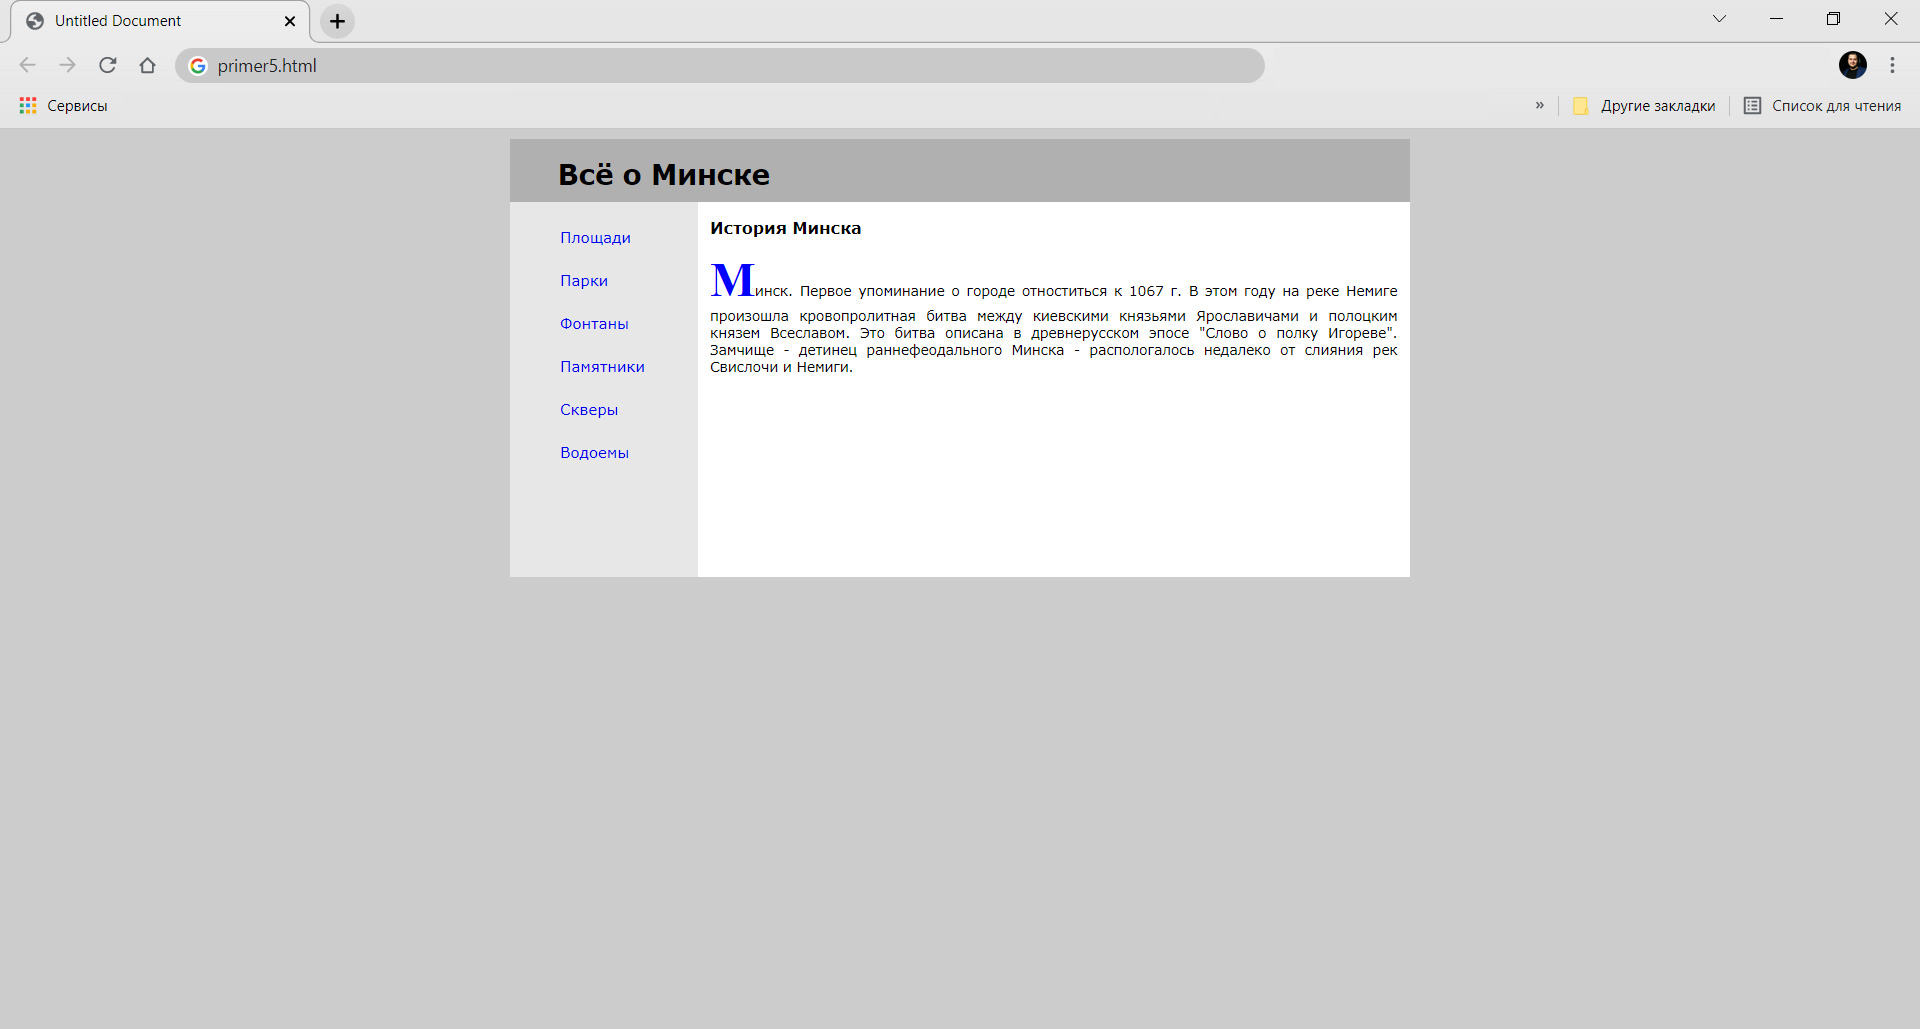 Untitled Document
primer5.html
Сервисы
» Другие закладки Список для чтения
Всё о Минске
Площади
Парки
Фонтаны
Памятники
Скверы
Водоемы
История Минска
Минск. Первое упоминание о городе отноститься к 1067 г. В этом году на реке Немиге
произошла кровопролитная битва между киевскими князьями Ярославичами и полоцким
князем Всеславом. Это битва описана в древнерусском эпосе "Слово о полку Игореве".
Замчище - детинец раннефеодального Минска - распологалось недалеко от слияния рек
Свислочи и Немиги.